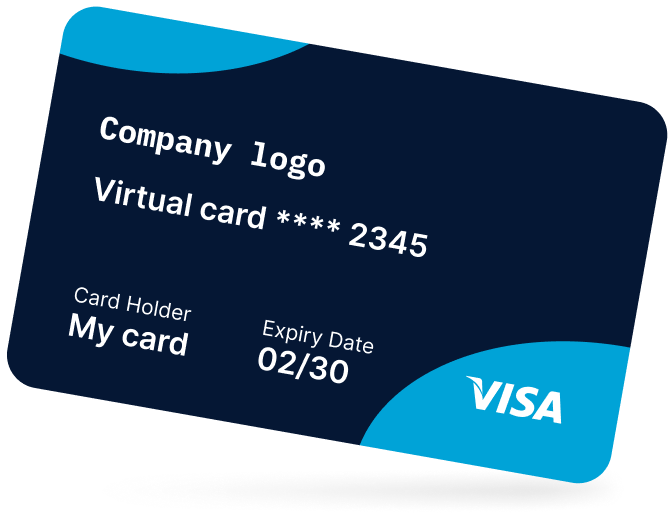 Company logo
Virtual card **** 2345
Card Holder
My card
Expiry Date
02/30
VISA